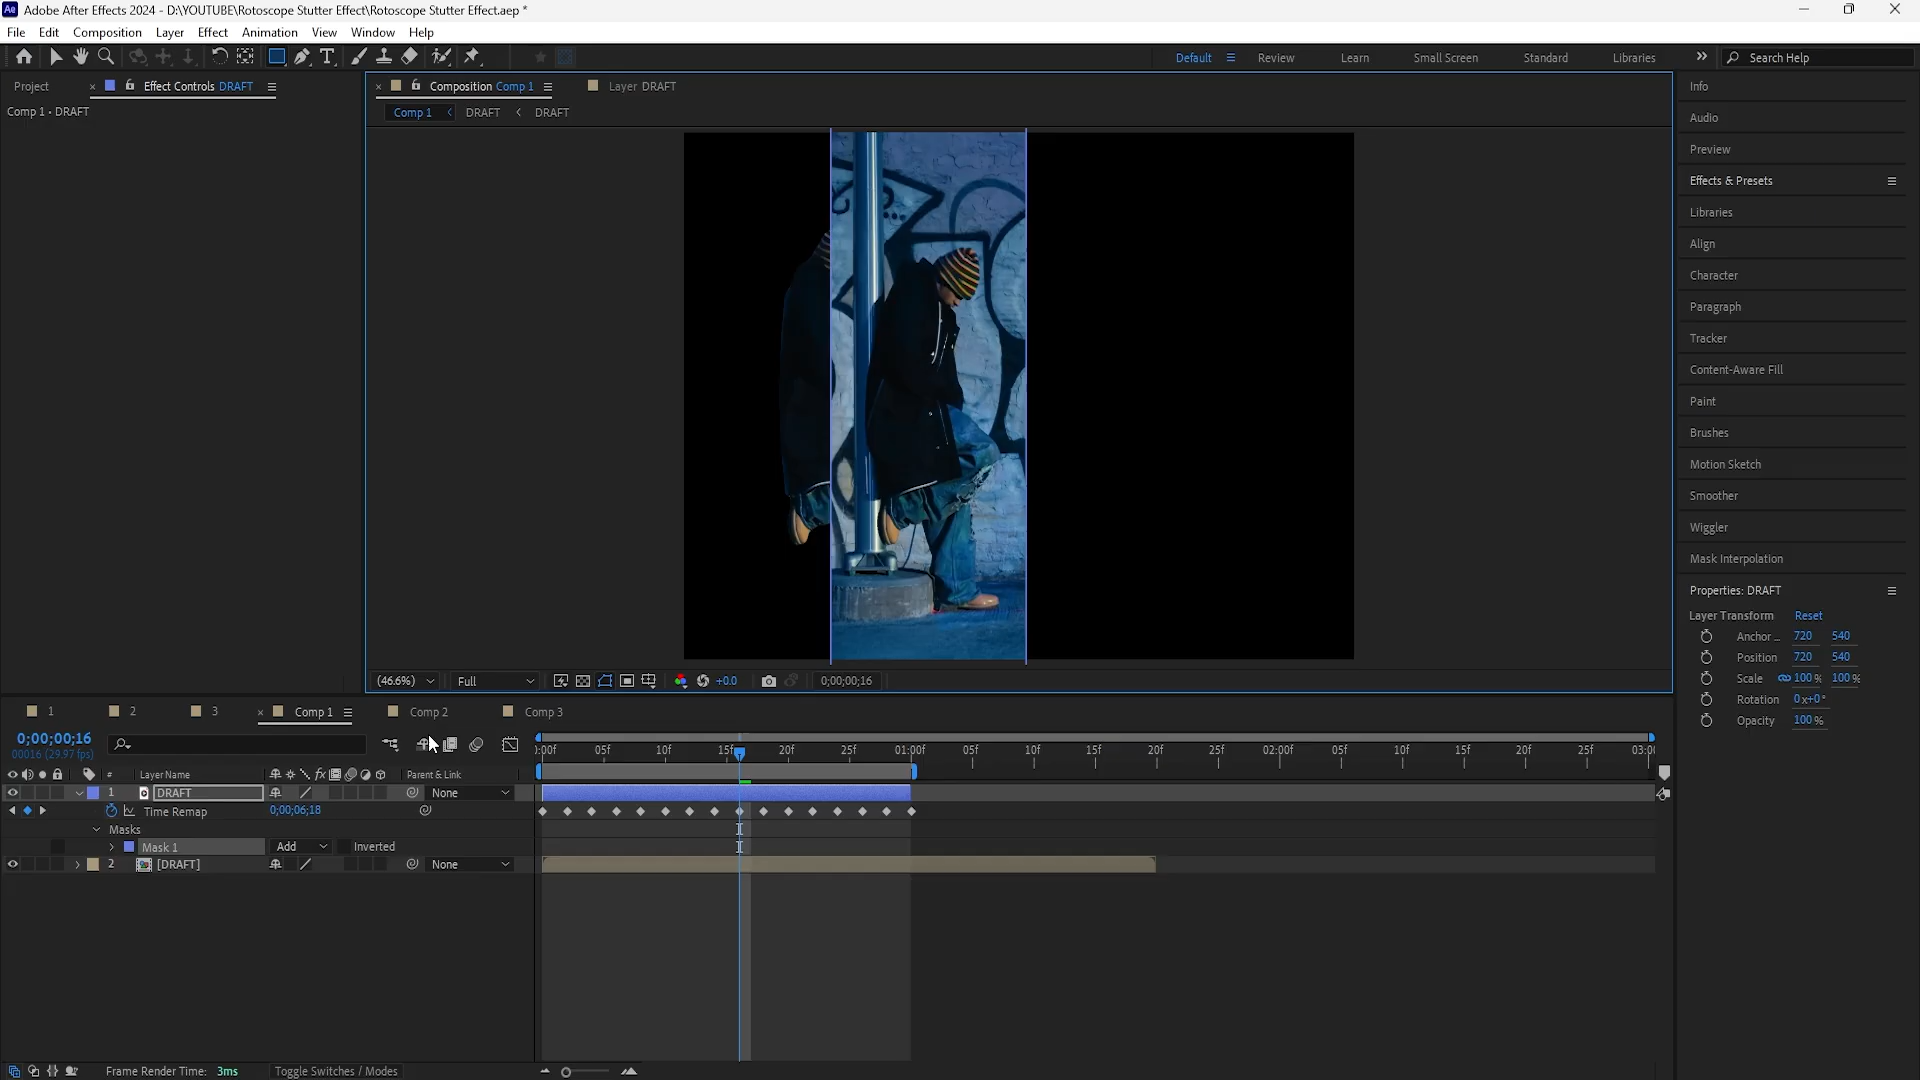 Adobe After Effects 2024 - D:\YOUTUBE\Rotoscope Stutter Effect\Rotoscope Stutter Effect.aep *
File Edit Composition Layer Effect Animation View Window Help
Default Review Learn Small Screen Standard Libraries Search Help
Project Effect Controls DRAFT
Comp 1 • DRAFT
Composition Comp 1 Layer DRAFT
Comp 1 < DRAFT < DRAFT
(46.6%) Full +0.0 0;00;00;16
Info
Audio
Preview
Effects & Presets
Libraries
Align
Character
Paragraph
Tracker
Content-Aware Fill
Paint
Brushes
Motion Sketch
Smoother
Wiggler
Mask Interpolation
Properties: DRAFT
Layer Transform Reset
Anchor ... 720 540
Position 720 540
Scale 100 % 100 %
Rotation 0x+0°
Opacity 100 %
1 2 3 Comp 1 Comp 2 Comp 3
0;00;00;16
00016 (29.97 fps)
0:00f 05f 10f 15f 20f 25f 01:00f 05f 10f 15f 20f 25f 02:00f 05f 10f 15f 20f 25f 03:0
# Layer Name Parent & Link
1 DRAFT None
Time Remap 0;00;06;18
Masks
Mask 1 Add Inverted
2 [DRAFT] None
Frame Render Time: 3ms Toggle Switches / Modes